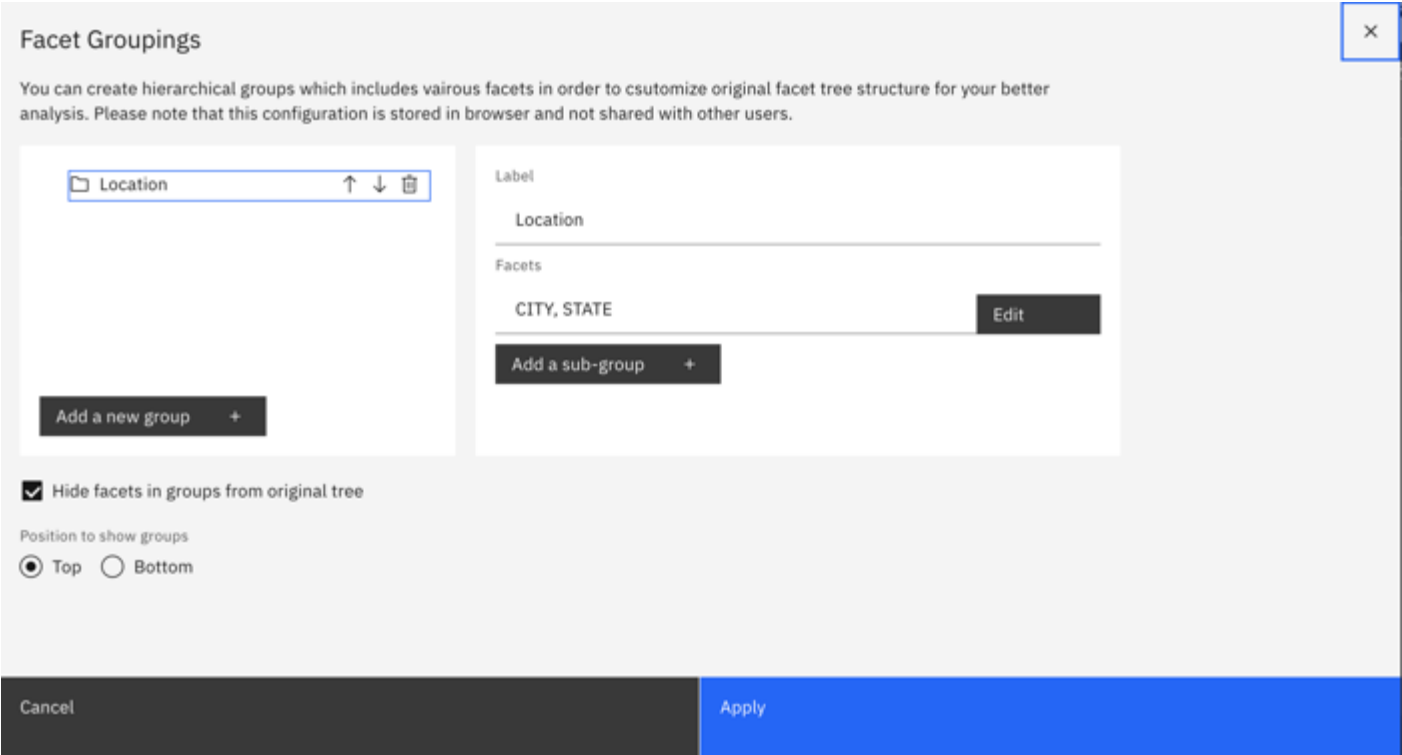 Facet Groupings
You can create hierarchical groups which includes vairous facets in order to csutomize original facet tree structure for your better
analysis. Please note that this configuration is stored in browser and not shared with other users.
Location
Add a new group +
Label
Location
Facets
CITY, STATE
Edit
Add a sub-group +
Hide facets in groups from original tree
Position to show groups
Top Bottom
Cancel
Apply